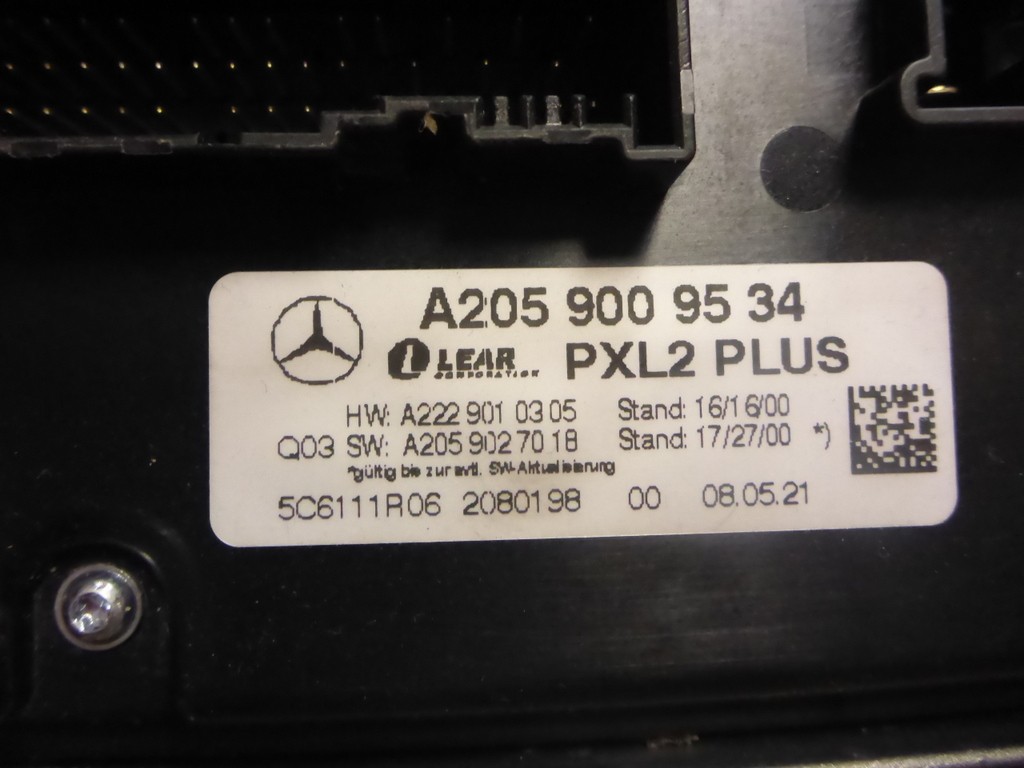 A205 900 95 34
LEAR CORPORATION PXL2 PLUS
HW: A222 901 03 05 Stand: 16/16/00
Q03 SW: A205 902 70 18 Stand: 17/27/00 *)
*gültig bis zur evtl. SW-Aktualisierung
5C6111R06 2080198 00 08.05.21